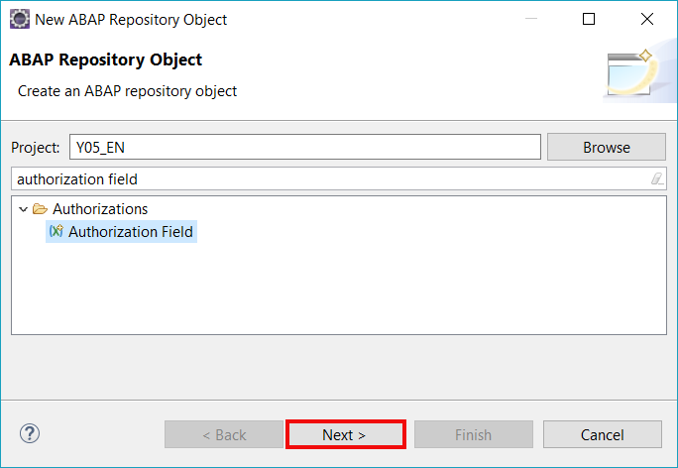 New ABAP Repository Object
ABAP Repository Object
Create an ABAP repository object
Project: Y05_EN Browse
authorization field
Authorizations
Authorization Field
? < Back Next > Finish Cancel